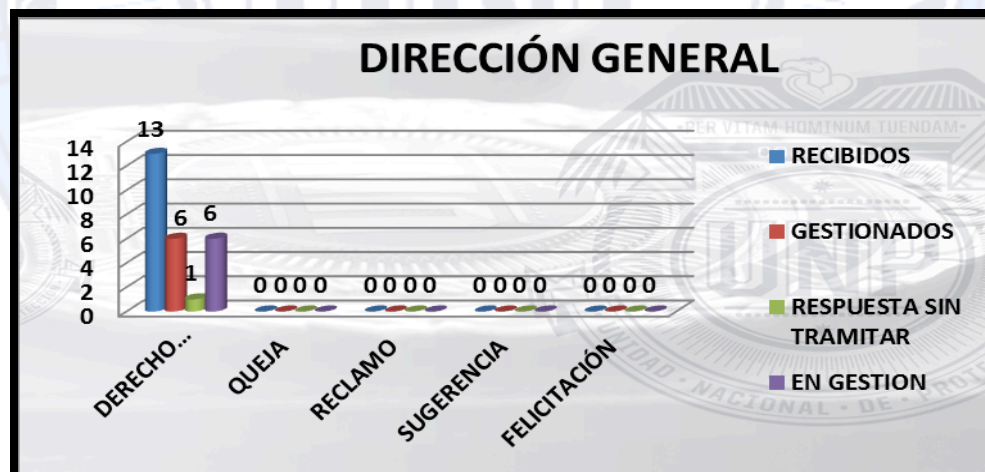 DIRECCIÓN GENERAL
13
14
12
10
8
6
4
2
0
6
1
6
0 0 0 0
0 0 0 0
0 0 0 0
0 0 0 0
DERECHO...
QUEJA
RECLAMO
SUGERENCIA
FELICITACIÓN
RECIBIDOS
GESTIONADOS
RESPUESTA SIN
TRAMITAR
EN GESTION
•PER VITAM HOMINUM TUENDAM•
UNP
NACIONAL • DE •